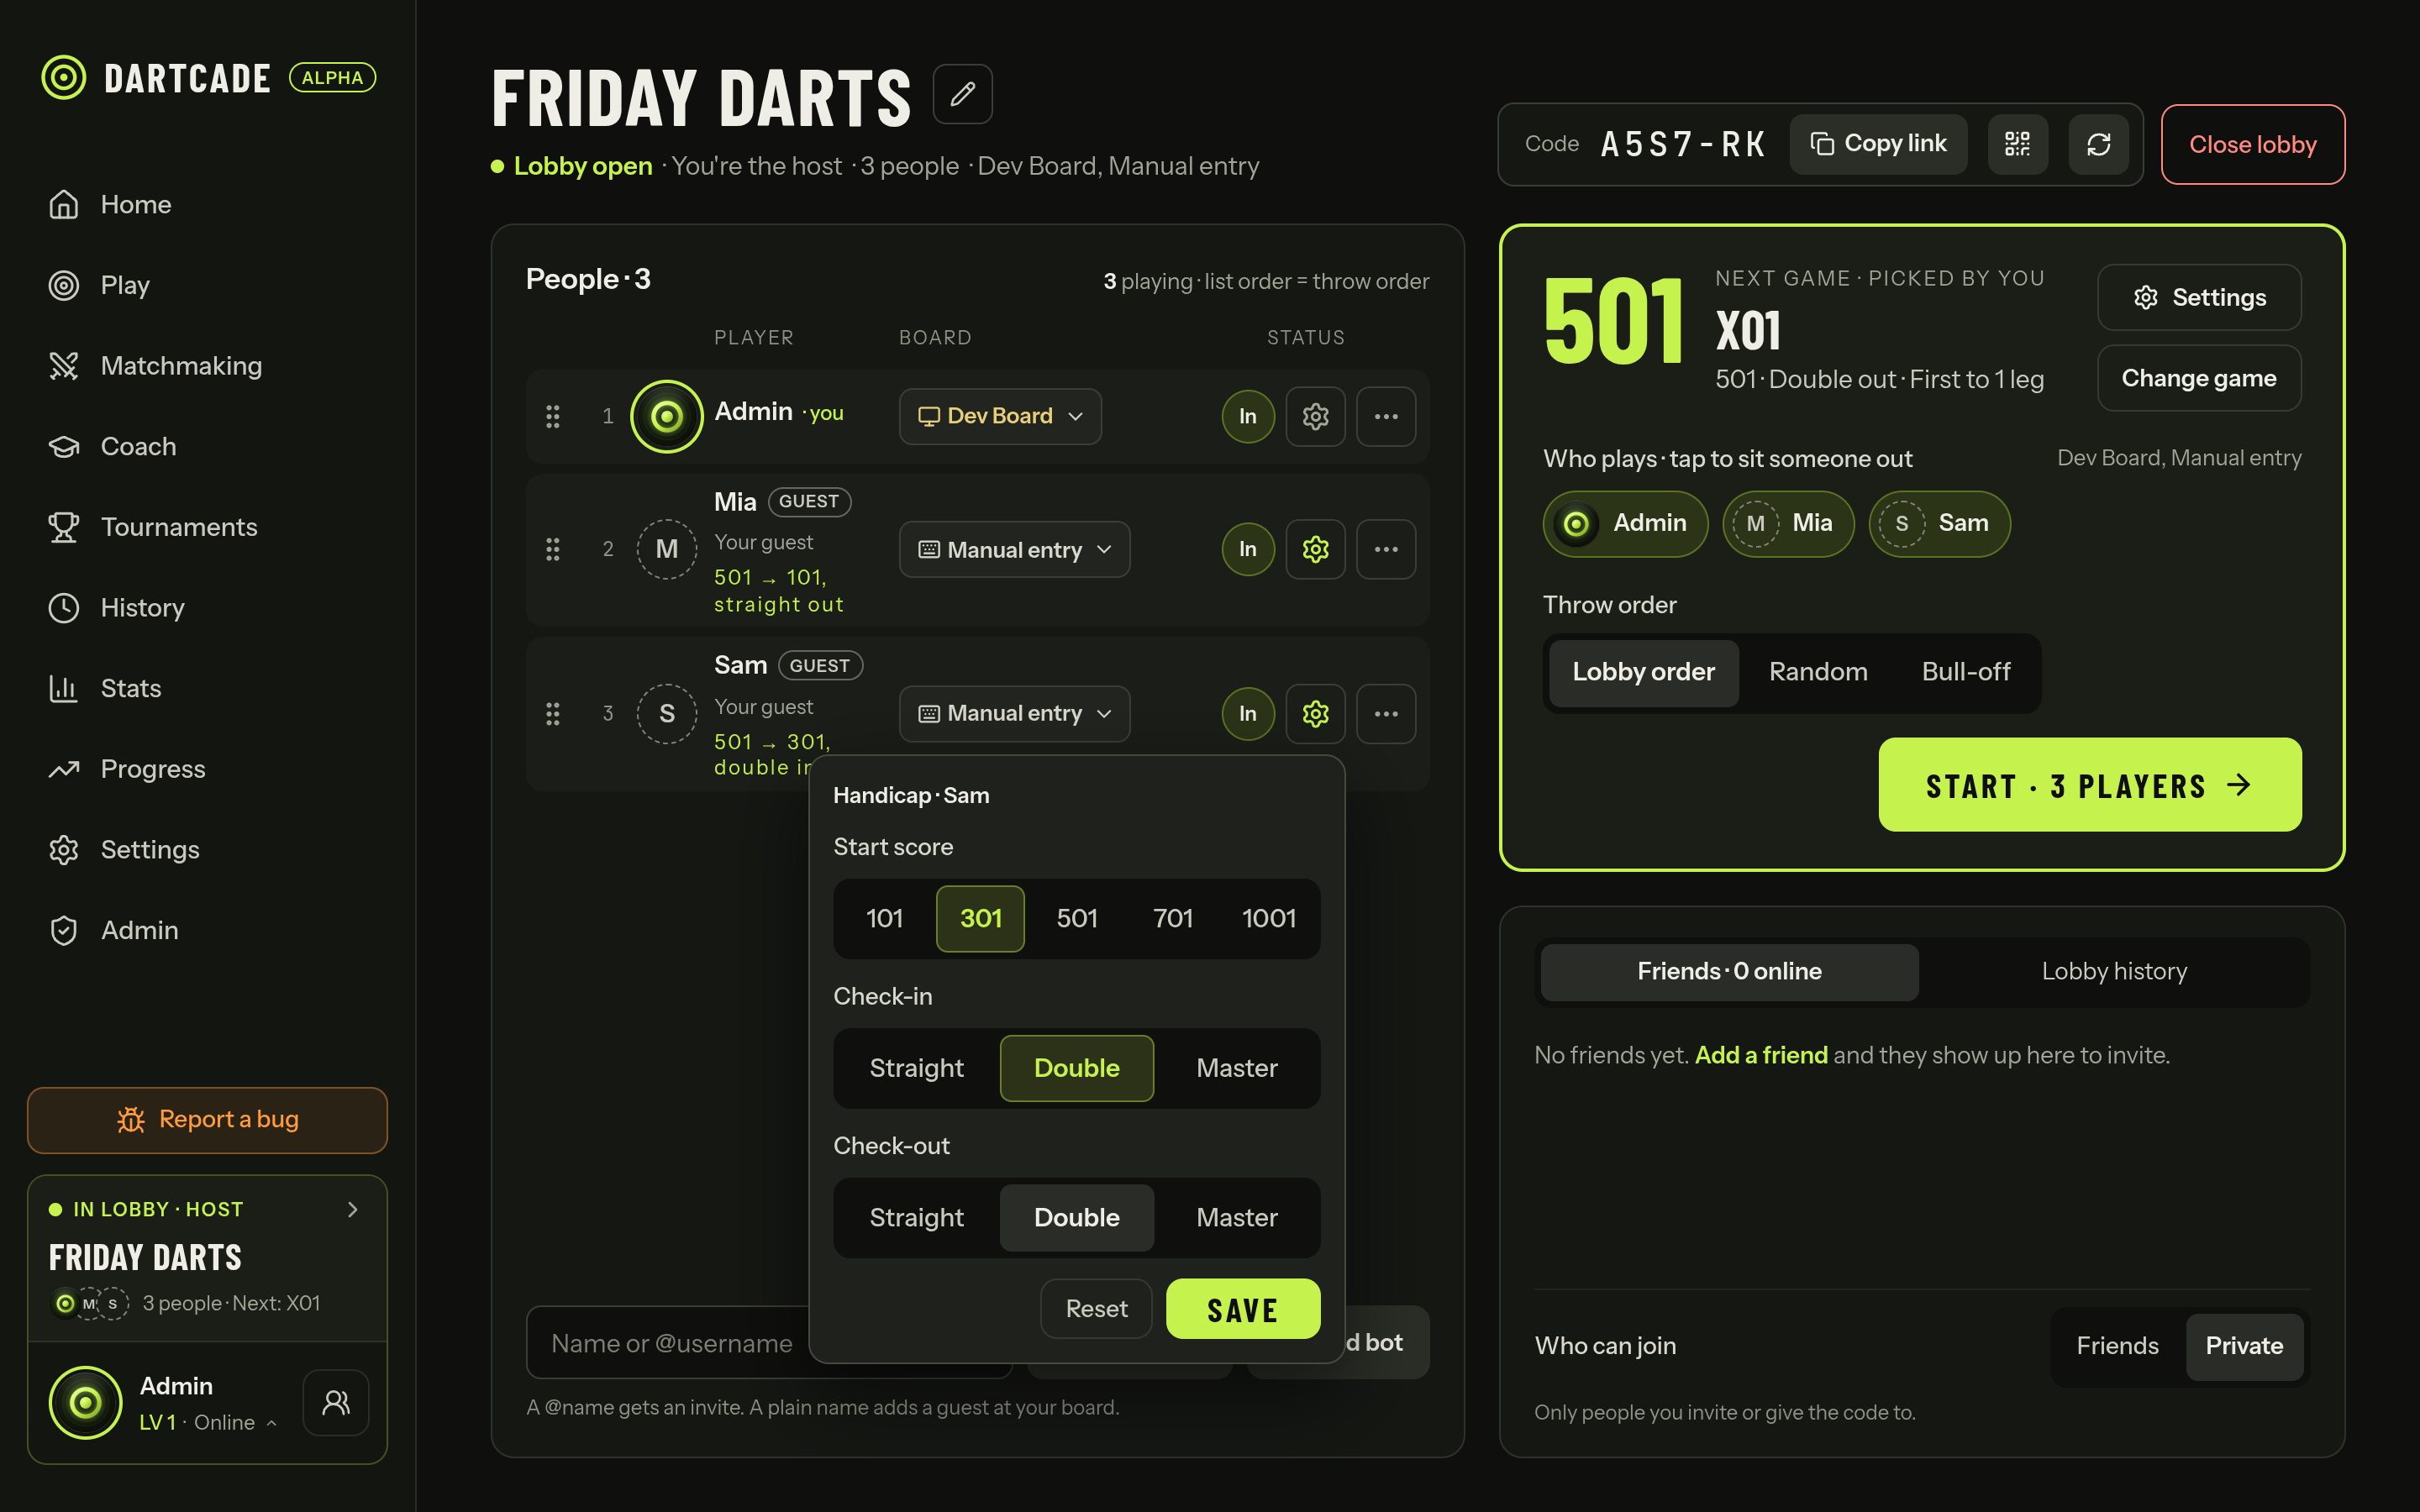 DARTCADE ALPHA
Home
Play
Matchmaking
Coach
Tournaments
History
Stats
Progress
Settings
Admin
Report a bug
IN LOBBY · HOST
FRIDAY DARTS
M S 3 people · Next: X01
Admin
LV 1 · Online
FRIDAY DARTS
Lobby open · You're the host · 3 people · Dev Board, Manual entry
Code A5S7-RK Copy link
Close lobby
People · 3
3 playing · list order = throw order
PLAYER BOARD STATUS
1 Admin · you Dev Board In
Mia GUEST
2 M Your guest Manual entry In
501 → 101,
straight out
Sam GUEST
3 S Your guest Manual entry In
501 → 301,
double in
Handicap · Sam
Start score
101 301 501 701 1001
Check-in
Straight Double Master
Check-out
Straight Double Master
Reset SAVE
Name or @username
d bot
A @name gets an invite. A plain name adds a guest at your board.
501
NEXT GAME · PICKED BY YOU
X01
501 · Double out · First to 1 leg
Settings
Change game
Who plays · tap to sit someone out
Dev Board, Manual entry
Admin M Mia S Sam
Throw order
Lobby order Random Bull-off
START · 3 PLAYERS →
Friends · 0 online Lobby history
No friends yet. Add a friend and they show up here to invite.
Who can join Friends Private
Only people you invite or give the code to.